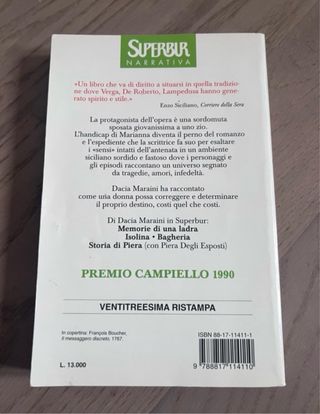 SUPERBUR
NARRATIVA
«Un libro che va di diritto a situarsi in quella tradizio-
ne dove Verga, De Roberto, Lampedusa hanno gene-
rato spirito e stile.»
Enzo Siciliano, Corriere della Sera
La protagonista dell'opera è una sordomuta
sposata giovanissima a uno zio.
L'handicap di Marianna diventa il perno del romanzo
e l'espediente che la scrittrice fa suo per esaltare
i «sensi» intatti dell'antenata in un ambiente
siciliano sordido e fastoso dove i personaggi e
gli episodi raccontano un universo segnato
da tragedie, amori, infedeltà.
Dacia Maraini ha raccontato
come una donna possa correggere e determinare
il proprio destino, costi quel che costi.
Di Dacia Maraini in Superbur:
Memorie di una ladra
Isolina • Bagheria
Storia di Piera (con Piera Degli Esposti)
PREMIO CAMPIELLO 1990
VENTITREESIMA RISTAMPA
In copertina: François Boucher,
Il messaggero discreto, 1767.
ISBN 88-17-11411-1
L. 13.000
9 788817 114110